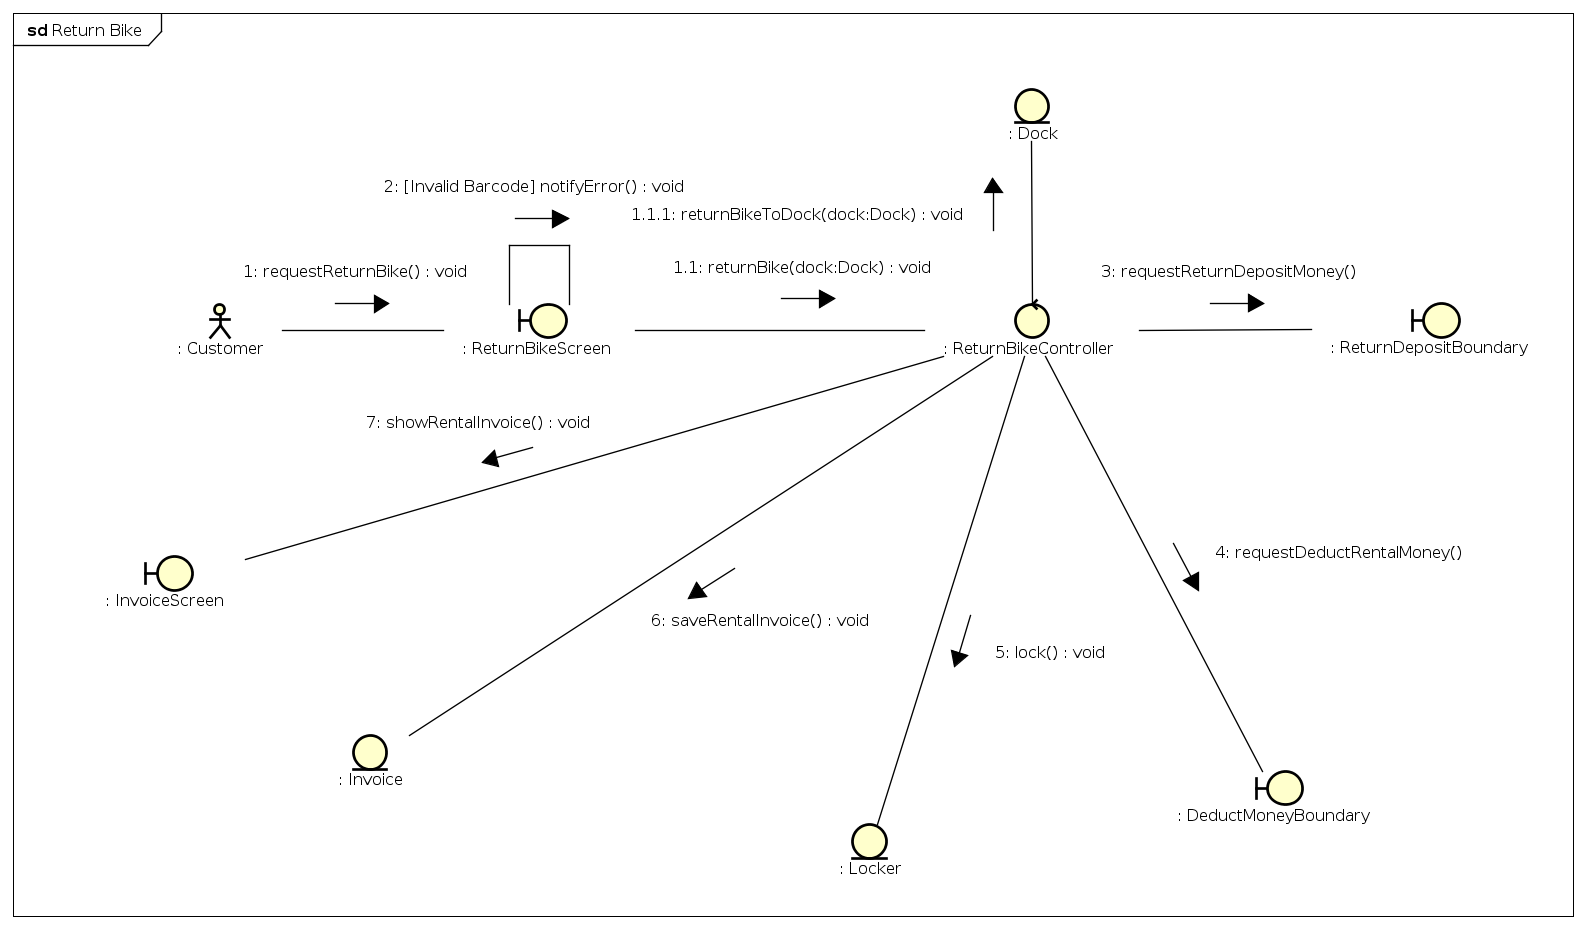 sd Return Bike
: Dock
2: [Invalid Barcode] notifyError() : void
1.1.1: returnBikeToDock(dock:Dock) : void
1: requestReturnBike() : void
1.1: returnBike(dock:Dock) : void
3: requestReturnDepositMoney()
: Customer
: ReturnBikeScreen
: ReturnBikeController
: ReturnDepositBoundary
7: showRentalInvoice() : void
4: requestDeductRentalMoney()
: InvoiceScreen
6: saveRentalInvoice() : void
5: lock() : void
: Invoice
: DeductMoneyBoundary
: Locker